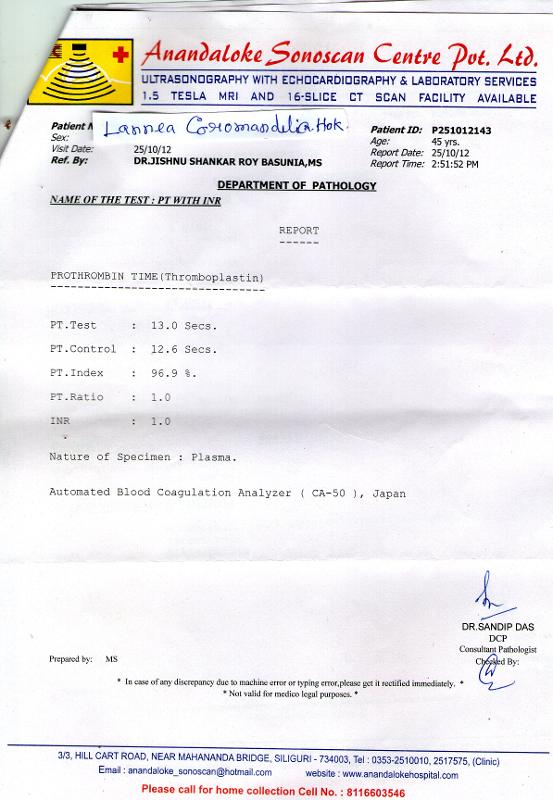 Anandaloke Sonoscan Centre Pvt. Ltd.
ULTRASONOGRAPHY WITH ECHOCARDIOGRAPHY & LABORATORY SERVICES
1.5 TESLA MRI AND 16-SLICE CT SCAN FACILITY AVAILABLE
Patient Lannea Coromandelica Hok. Patient ID: P251012143
Sex: Age: 45 yrs.
Visit Date: 25/10/12 Report Date: 25/10/12
Ref. By: DR.JISHNU SHANKAR ROY BASUNIA,MS Report Time: 2:51:52 PM
DEPARTMENT OF PATHOLOGY
NAME OF THE TEST : PT WITH INR
REPORT
------
PROTHROMBIN TIME(Thromboplastin)
--------------------------------
PT.Test : 13.0 Secs.
PT.Control : 12.6 Secs.
PT.Index : 96.9 %.
PT.Ratio : 1.0
INR : 1.0
Nature of Specimen : Plasma.
Automated Blood Coagulation Analyzer ( CA-50 ), Japan
DR.SANDIP DAS
DCP
Consultant Pathologist
Prepared by: MS Checked By:
* In case of any discrepancy due to machine error or typing error,please get it rectified immediately. *
* Not valid for medico legal purposes. *
3/3, HILL CART ROAD, NEAR MAHANANDA BRIDGE, SILIGURI - 734003, Tel : 0353-2510010, 2517575, (Clinic)
Email : anandaloke_sonoscan@hotmail.com website : www.anandalokehospital.com
Please call for home collection Cell No. : 8116603546